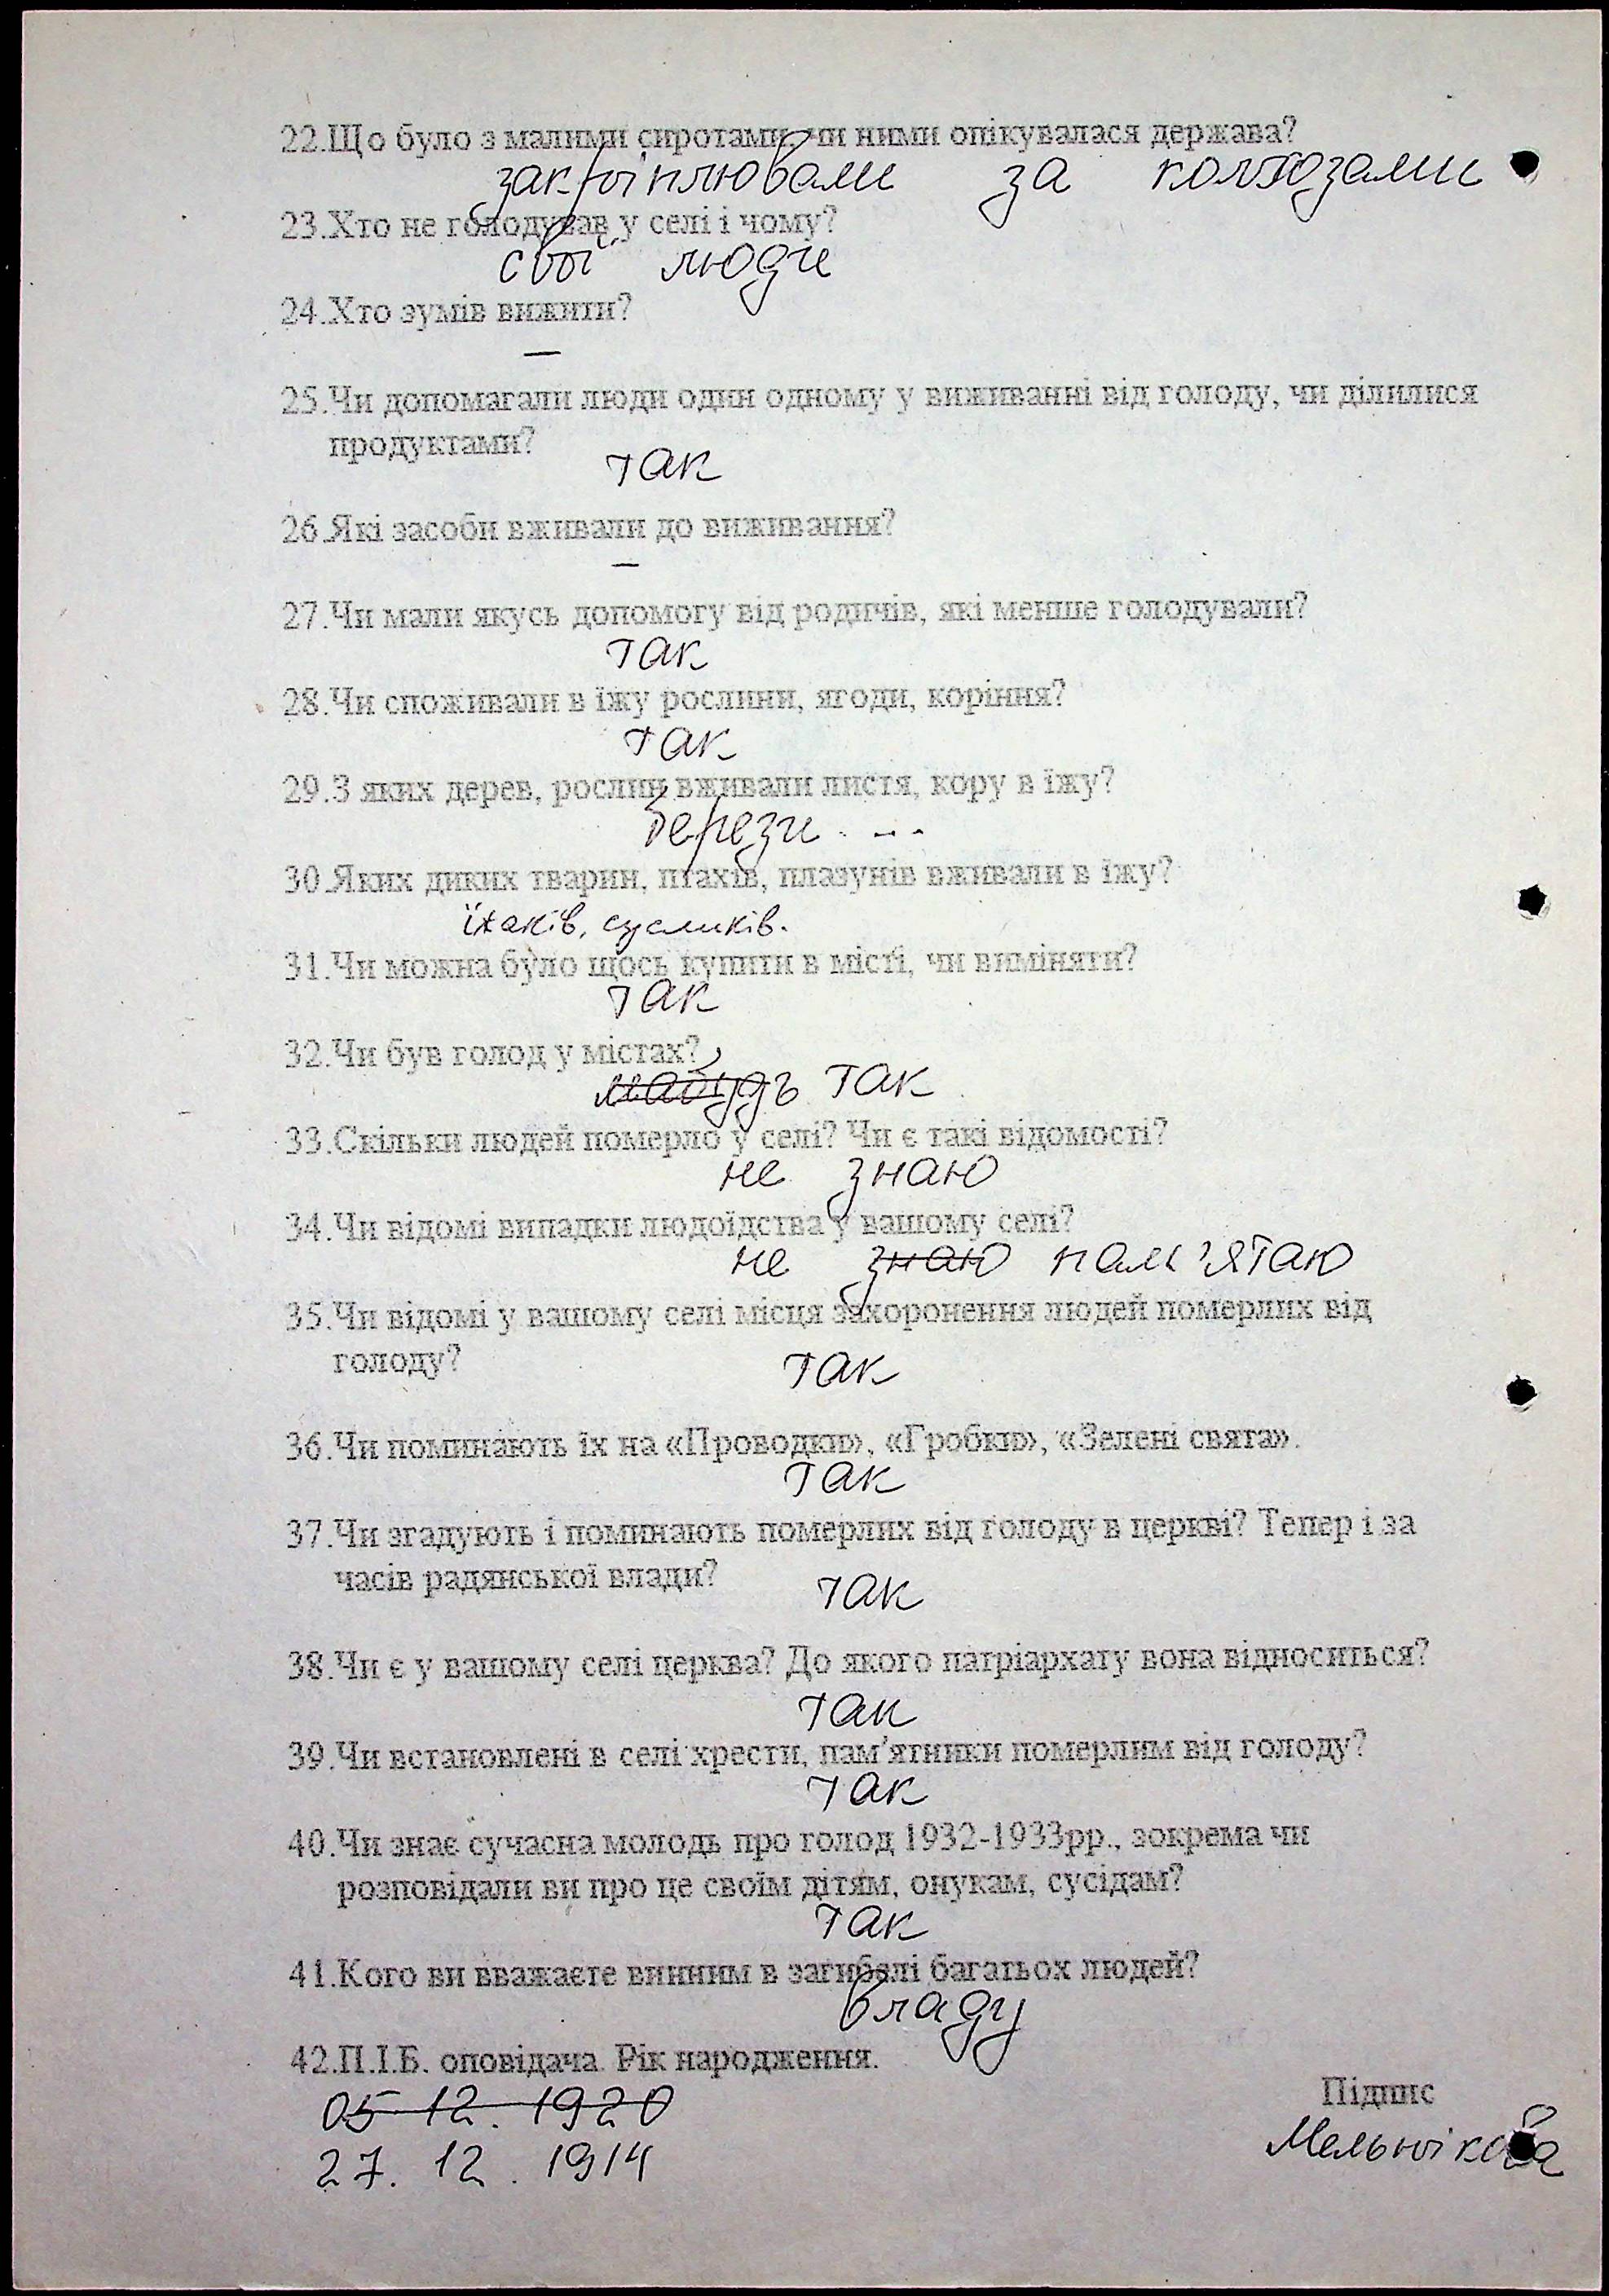 22.Що було з малими сиротами, чи ними опікувалася держава?
закріплювали за колгозами
23.Хто не голодував у селі і чому?
свої люди
24.Хто зумів вижити?
—
25.Чи допомагали люди один одному у виживанні від голоду, чи ділилися
продуктами?
так
26.Які засоби вживали до виживання?
—
27.Чи мали якусь допомогу від родичів, які менше голодували?
так
28.Чи споживали в їжу рослини, ягоди, коріння?
так
29.З яких дерев, рослин вживали листя, кору в їжу?
берези ...
30.Яких диких тварин, птахів, плазунів вживали в їжу?
їжаків, сусликів.
31.Чи можна було щось купити в місті, чи виміняти?
так
32.Чи був голод у містах?
мабудь так
33.Скільки людей померло у селі? Чи є такі відомості?
не знаю
34.Чи відомі випадки людоїдства у вашому селі?
не знаю пам'ятаю
35.Чи відомі у вашому селі місця захоронення людей померлих від
голоду?
так
36.Чи поминають їх на «Проводки», «Гробки», «Зелені свята».
так
37.Чи згадують і поминають померлих від голоду в церкві? Тепер і за
часів радянської влади?
так
38.Чи є у вашому селі церква? До якого патріархату вона відноситься?
так
39.Чи встановлені в селі хрести, пам'ятники померлим від голоду?
так
40.Чи знає сучасна молодь про голод 1932-1933рр., зокрема чи
розповідали ви про це своїм дітям, онукам, сусідам?
так
41.Кого ви вважаєте винним в загибелі багатьох людей?
владу
42.П.І.Б. оповідача. Рік народження.
05 12. 1920
Підпис
27. 12. 1914
Мельнікова